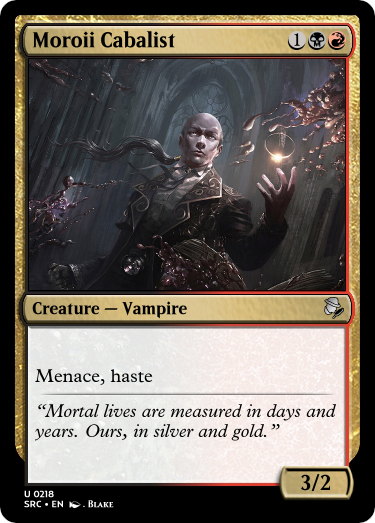 Moroii Cabalist 1
Creature — Vampire
Menace, haste
“Mortal lives are measured in days and
years. Ours, in silver and gold.”
3/2
U 0218
SRC • EN . BLAKE